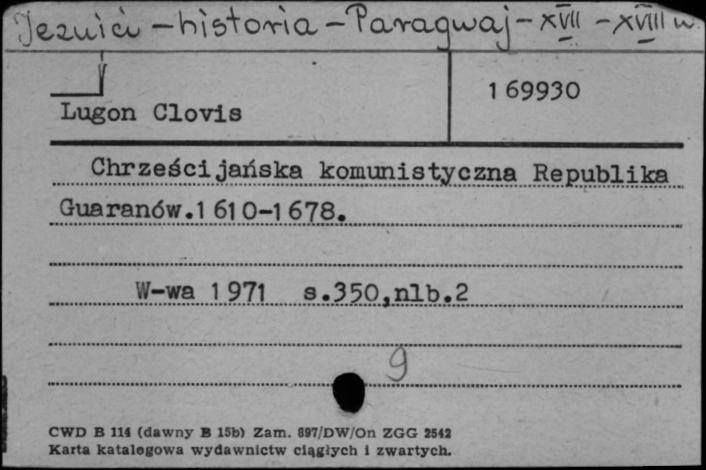 Jezuici - historia - Paragwaj - XVII - XVIII w.
169930
Lugon Clovis
Chrześcijańska komunistyczna Republika
Guaranów.1610-1678.
W-wa 1971 s.350,nlb.2
9
CWD B 114 (dawny B 15b) Zam. 897/DW/On ZGG 2542
Karta katalogowa wydawnictw ciągłych i zwartych.